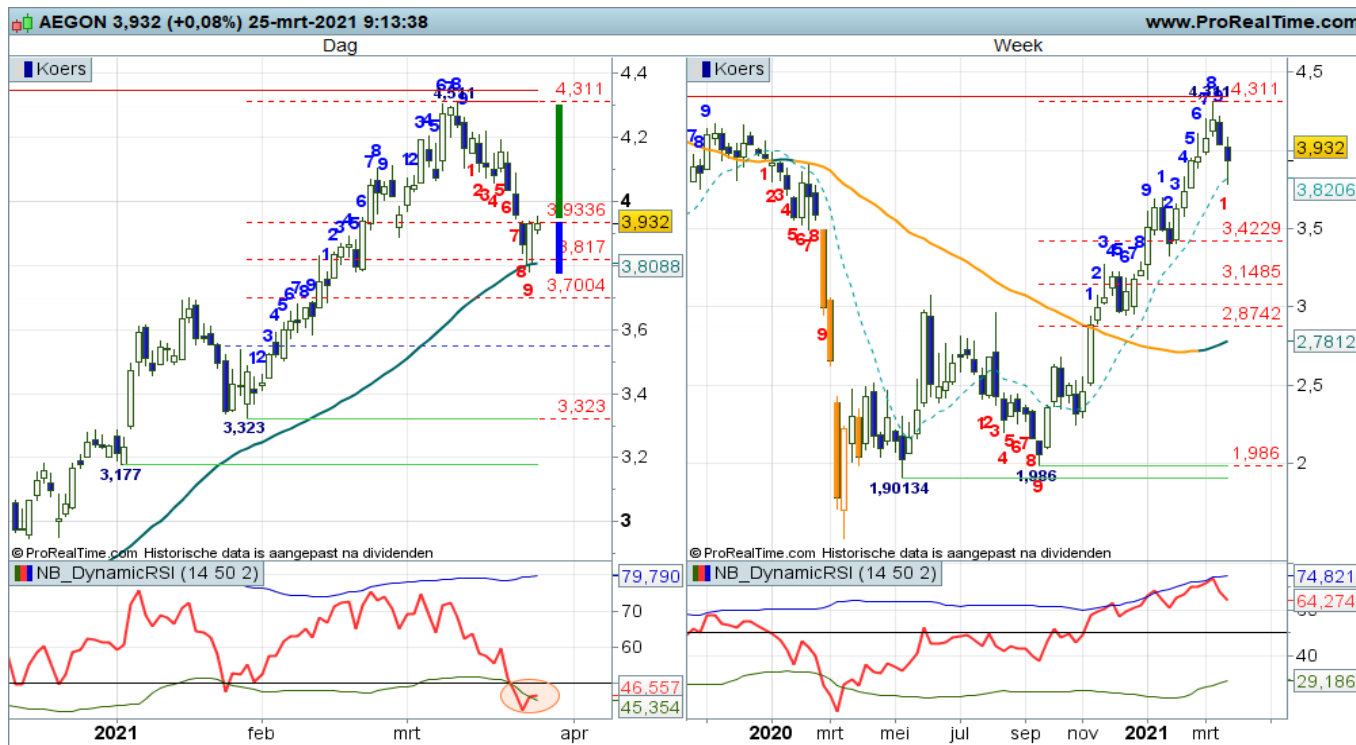 AEGON 3,932 (+0,08%) 25-mrt-2021 9:13:38
www.ProRealTime.com
Dag
Week
Koers
4,4
4,311
4,2
4
3,9336
3,932
3,817
3,8088
3,7004
3,6
3,4
3,323
3,323
3,2
3,177
3
© ProRealTime.com Historische data is aangepast na dividenden
NB_DynamicRSI (14 50 2)
79,790
70
60
46,557
45,354
2021
feb
mrt
apr
Koers
4,5
4,311
3,932
3,8206
3,5
3,4229
3,1485
3
2,8742
2,7812
2,5
1,986
2
1,986
1,90134
© ProRealTime.com Historische data is aangepast na dividenden
NB_DynamicRSI (14 50 2)
74,821
64,274
40
29,186
2020
mrt
mei
jul
sep
nov
2021
mrt